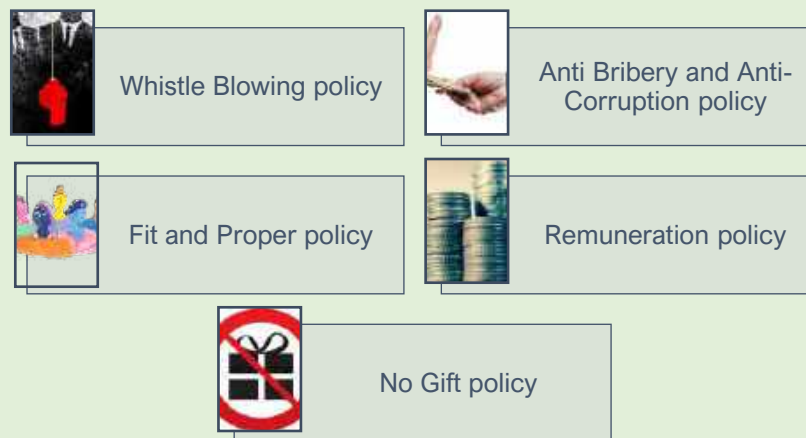 Whistle Blowing policy
Anti Bribery and Anti-
Corruption policy
Fit and Proper policy
Remuneration policy
No Gift policy